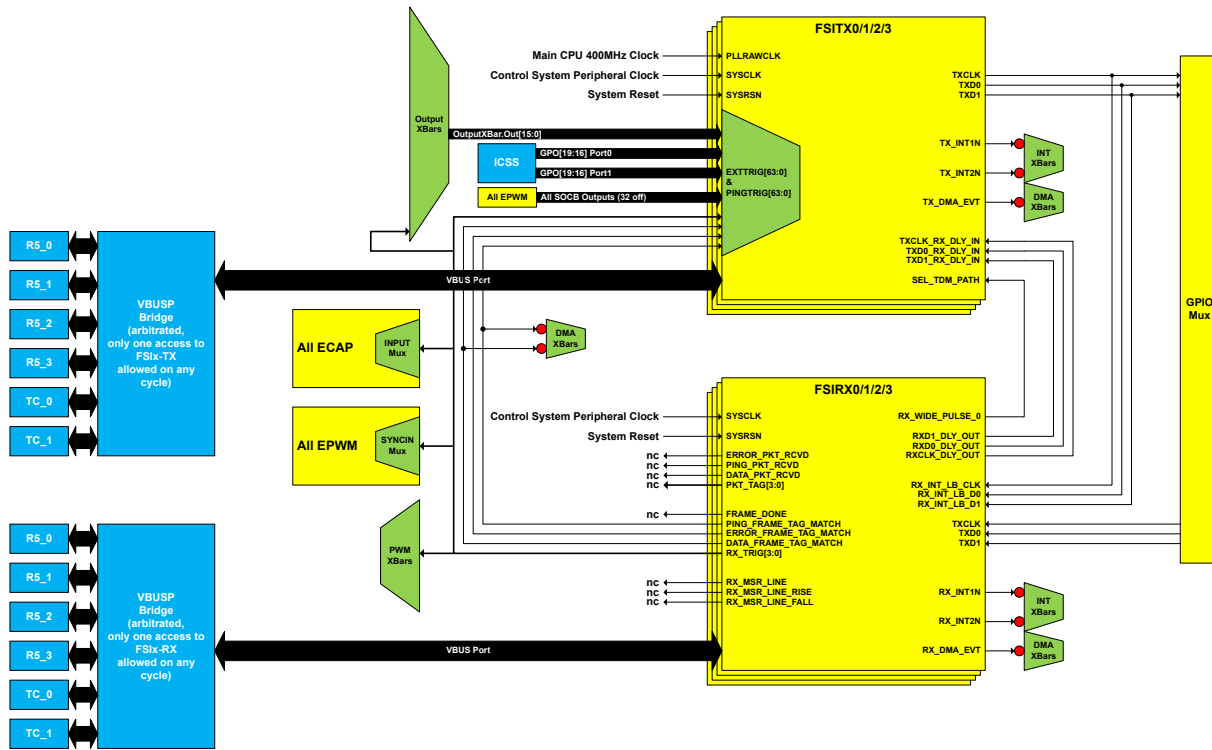 FSITX0/1/2/3
Main CPU 400MHz Clock
PLLRAWCLK
Control System Peripheral Clock
SYSCLK
System Reset
SYSRSN
TXCLK
TXD0
TXD1
Output
XBars
OutputXBar.Out[15:0]
ICSS
GPO[19:16] Port0
GPO[19:16] Port1
All EPWM
All SOCB Outputs (32 off)
EXTTRIG[63:0]
&
PINGTRIG[63:0]
TX_INT1N
TX_INT2N
TX_DMA_EVT
INT
XBars
DMA
XBars
TXCLK_RX_DLY_IN
TXD0_RX_DLY_IN
TXD1_RX_DLY_IN
SEL_TDM_PATH
GPIO
Mux
R5_0
R5_1
R5_2
R5_3
TC_0
TC_1
VBUSP
Bridge
(arbitrated,
only one access to
FSIx-TX
allowed on any
cycle)
VBUS Port
All ECAP
INPUT
Mux
DMA
XBars
All EPWM
SYNCIN
Mux
PWM
XBars
FSIRX0/1/2/3
Control System Peripheral Clock
SYSCLK
System Reset
SYSRSN
nc
ERROR_PKT_RCVD
nc
PING_PKT_RCVD
nc
DATA_PKT_RCVD
nc
PKT_TAG[3:0]
nc
FRAME_DONE
PING_FRAME_TAG_MATCH
ERROR_FRAME_TAG_MATCH
DATA_FRAME_TAG_MATCH
RX_TRIG[3:0]
nc
RX_MSR_LINE
nc
RX_MSR_LINE_RISE
nc
RX_MSR_LINE_FALL
RX_WIDE_PULSE_0
RXD1_DLY_OUT
RXD0_DLY_OUT
RXCLK_DLY_OUT
RX_INT_LB_CLK
RX_INT_LB_D0
RX_INT_LB_D1
TXCLK
TXD0
TXD1
RX_INT1N
RX_INT2N
RX_DMA_EVT
INT
XBars
DMA
XBars
R5_0
R5_1
R5_2
R5_3
TC_0
TC_1
VBUSP
Bridge
(arbitrated,
only one access to
FSIx-RX
allowed on any
cycle)
VBUS Port